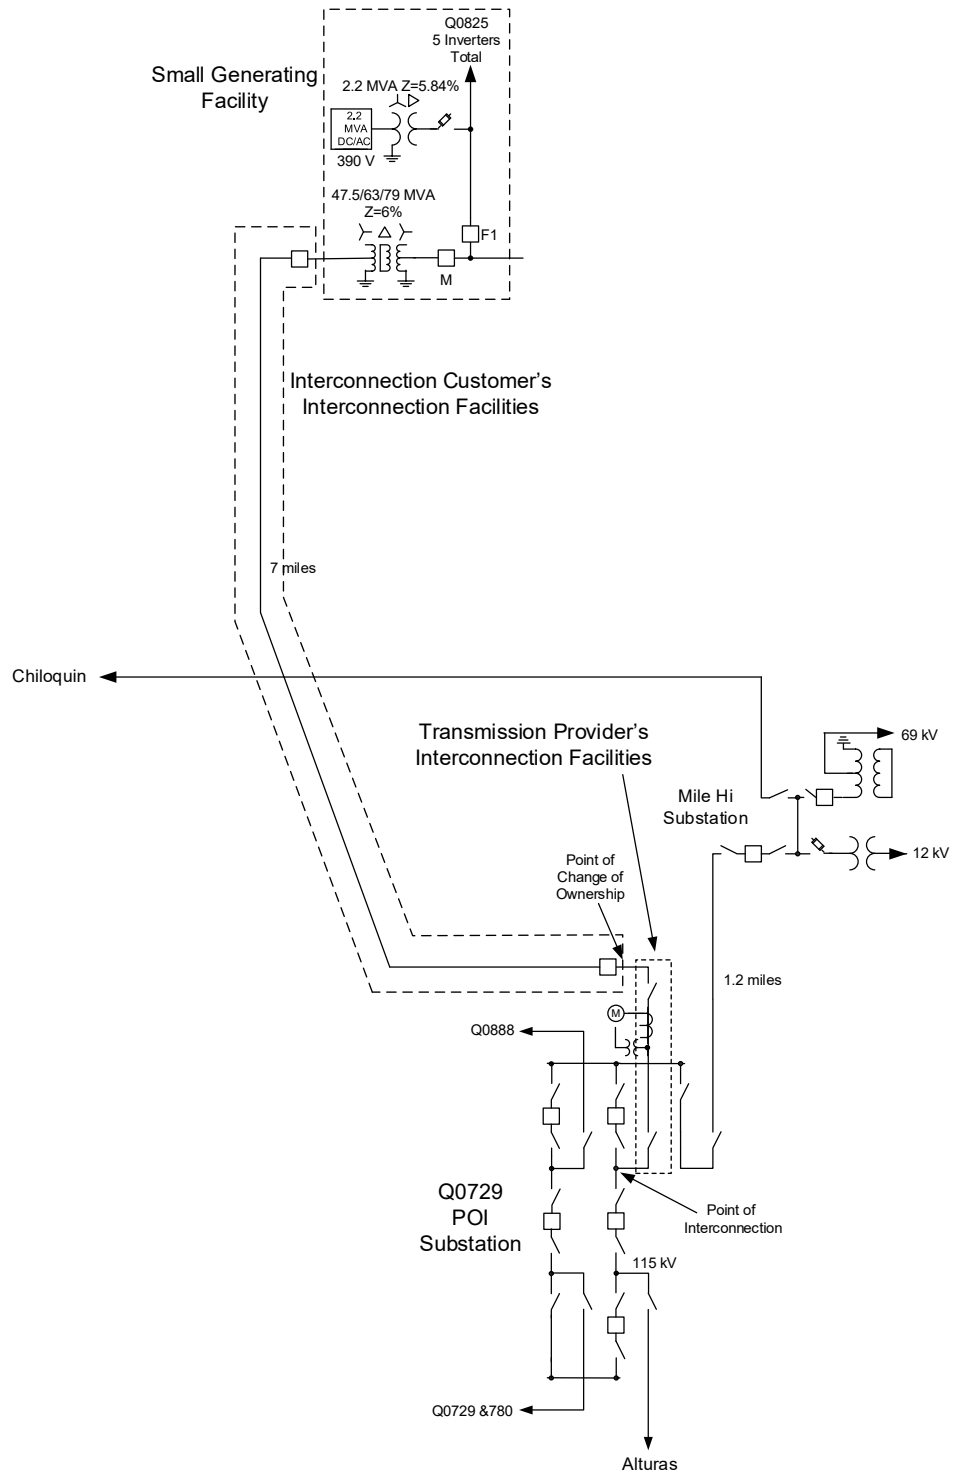 Q0825
5 Inverters
Total
Small Generating
Facility
2.2 MVA Z=5.84%
2.2
MVA
DC/AC
390 V
47.5/63/79 MVA
Z=6%
F1
M
Interconnection Customer's
Interconnection Facilities
7 miles
Chiloquin
Transmission Provider's
Interconnection Facilities
69 kV
Mile Hi
Substation
12 kV
Point of
Change of
Ownership
1.2 miles
M
Q0888
Q0729
POI
Substation
Point of
Interconnection
115 kV
Q0729 &780
Alturas